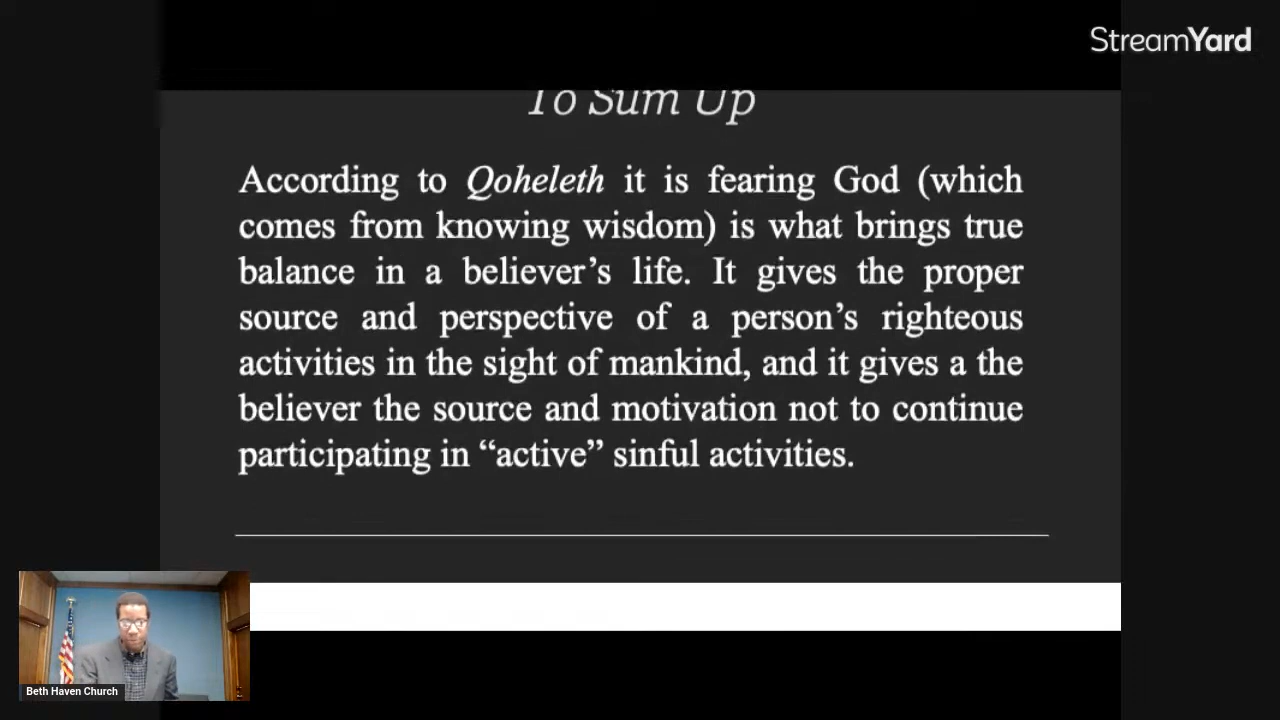 StreamYard
To Sum Up
According to Qoheleth it is fearing God (which
comes from knowing wisdom) is what brings true
balance in a believer’s life. It gives the proper
source and perspective of a person’s righteous
activities in the sight of mankind, and it gives a the
believer the source and motivation not to continue
participating in “active” sinful activities.
Beth Haven Church